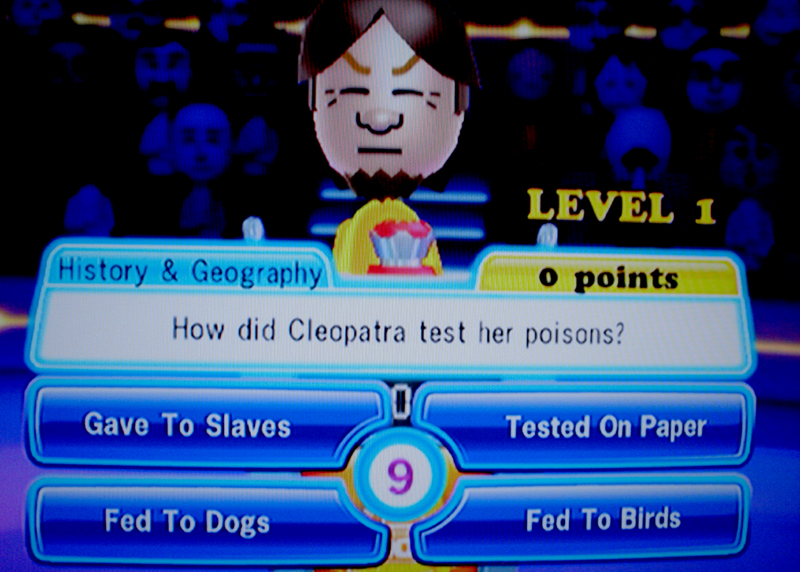 LEVEL 1
History & Geography
0 points
How did Cleopatra test her poisons?
Gave To Slaves
Tested On Paper
9
Fed To Dogs
Fed To Birds